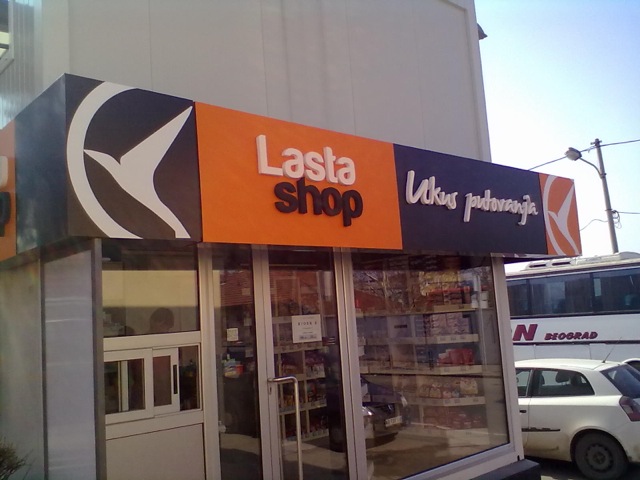 Lasta
shop
Ukus putovanja
N BEOGRAD